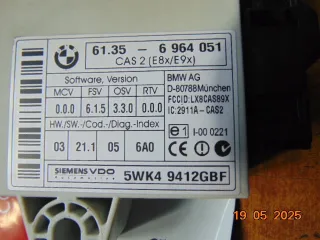 61.35 - 6 964 051
CAS 2 (E8x/E9x)
Software, Version
MCV FSV OSV RTV
0.0.0 6.1.5 3.3.0 0.0.0
HW./SW.-/Cod.-/Diag.-Index
03 21.1 05 6A0
BMW AG
D-80788München
FCCID:LX8CAS89X
IC:2911A-CAS2
e1 I-00 0221
SIEMENS VDO
Automotive
5WK4 9412GBF
19 05 2025